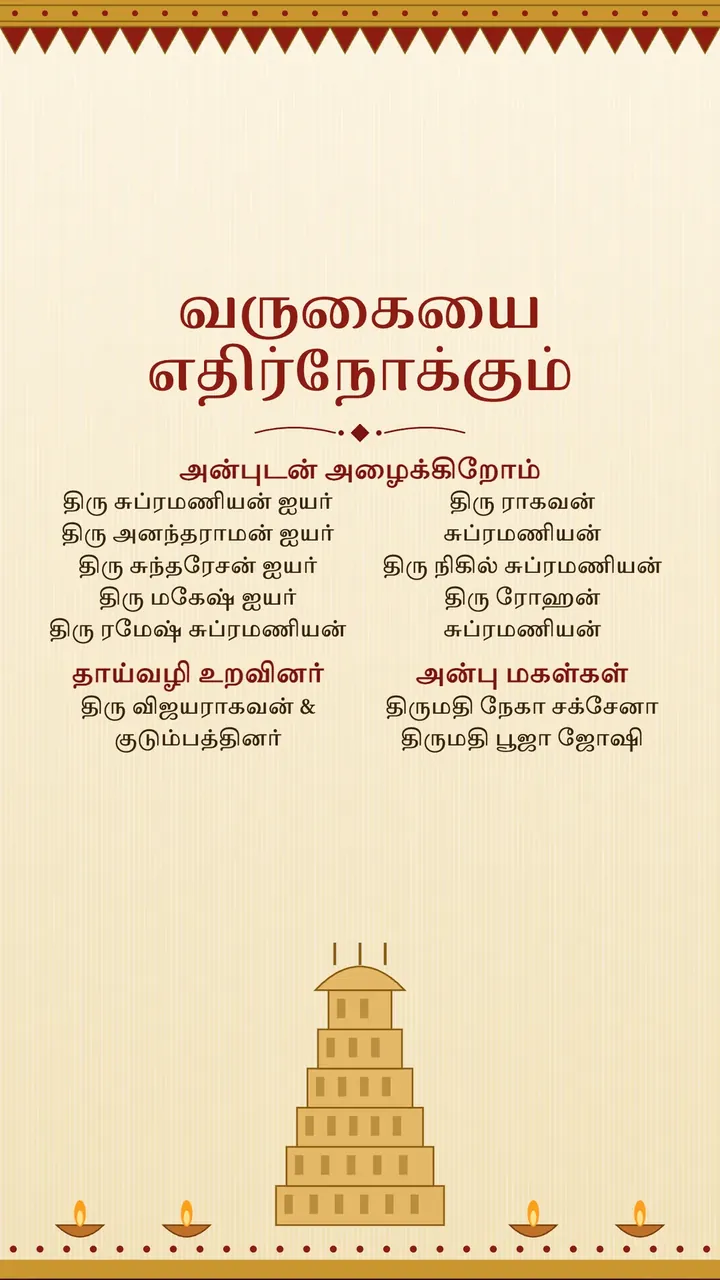 வருகையை
எதிர்நோக்கும்
அன்புடன் அழைக்கிறோம்
திரு சுப்ரமணியன் ஐயர்
திரு அனந்தராமன் ஐயர்
திரு சுந்தரேசன் ஐயர்
திரு மகேஷ் ஐயர்
திரு ரமேஷ் சுப்ரமணியன்
திரு ராகவன்
சுப்ரமணியன்
திரு நிகில் சுப்ரமணியன்
திரு ரோஹன்
சுப்ரமணியன்
தாய்வழி உறவினர்
திரு விஜயராகவன் &
குடும்பத்தினர்
அன்பு மகள்கள்
திருமதி நேகா சக்சேனா
திருமதி பூஜா ஜோஷி